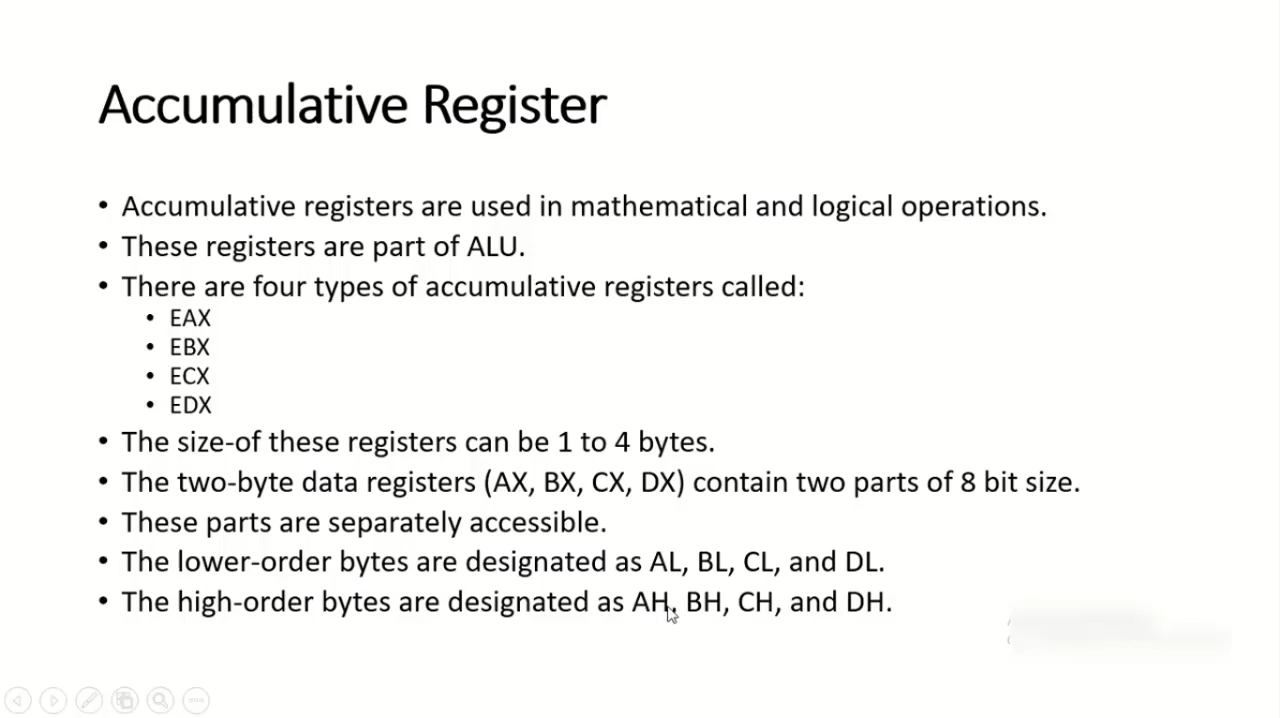 Accumulative Register
• Accumulative registers are used in mathematical and logical operations.
• These registers are part of ALU.
• There are four types of accumulative registers called:
• EAX
• EBX
• ECX
• EDX
• The size-of these registers can be 1 to 4 bytes.
• The two-byte data registers (AX, BX, CX, DX) contain two parts of 8 bit size.
• These parts are separately accessible.
• The lower-order bytes are designated as AL, BL, CL, and DL.
• The high-order bytes are designated as AH, BH, CH, and DH.